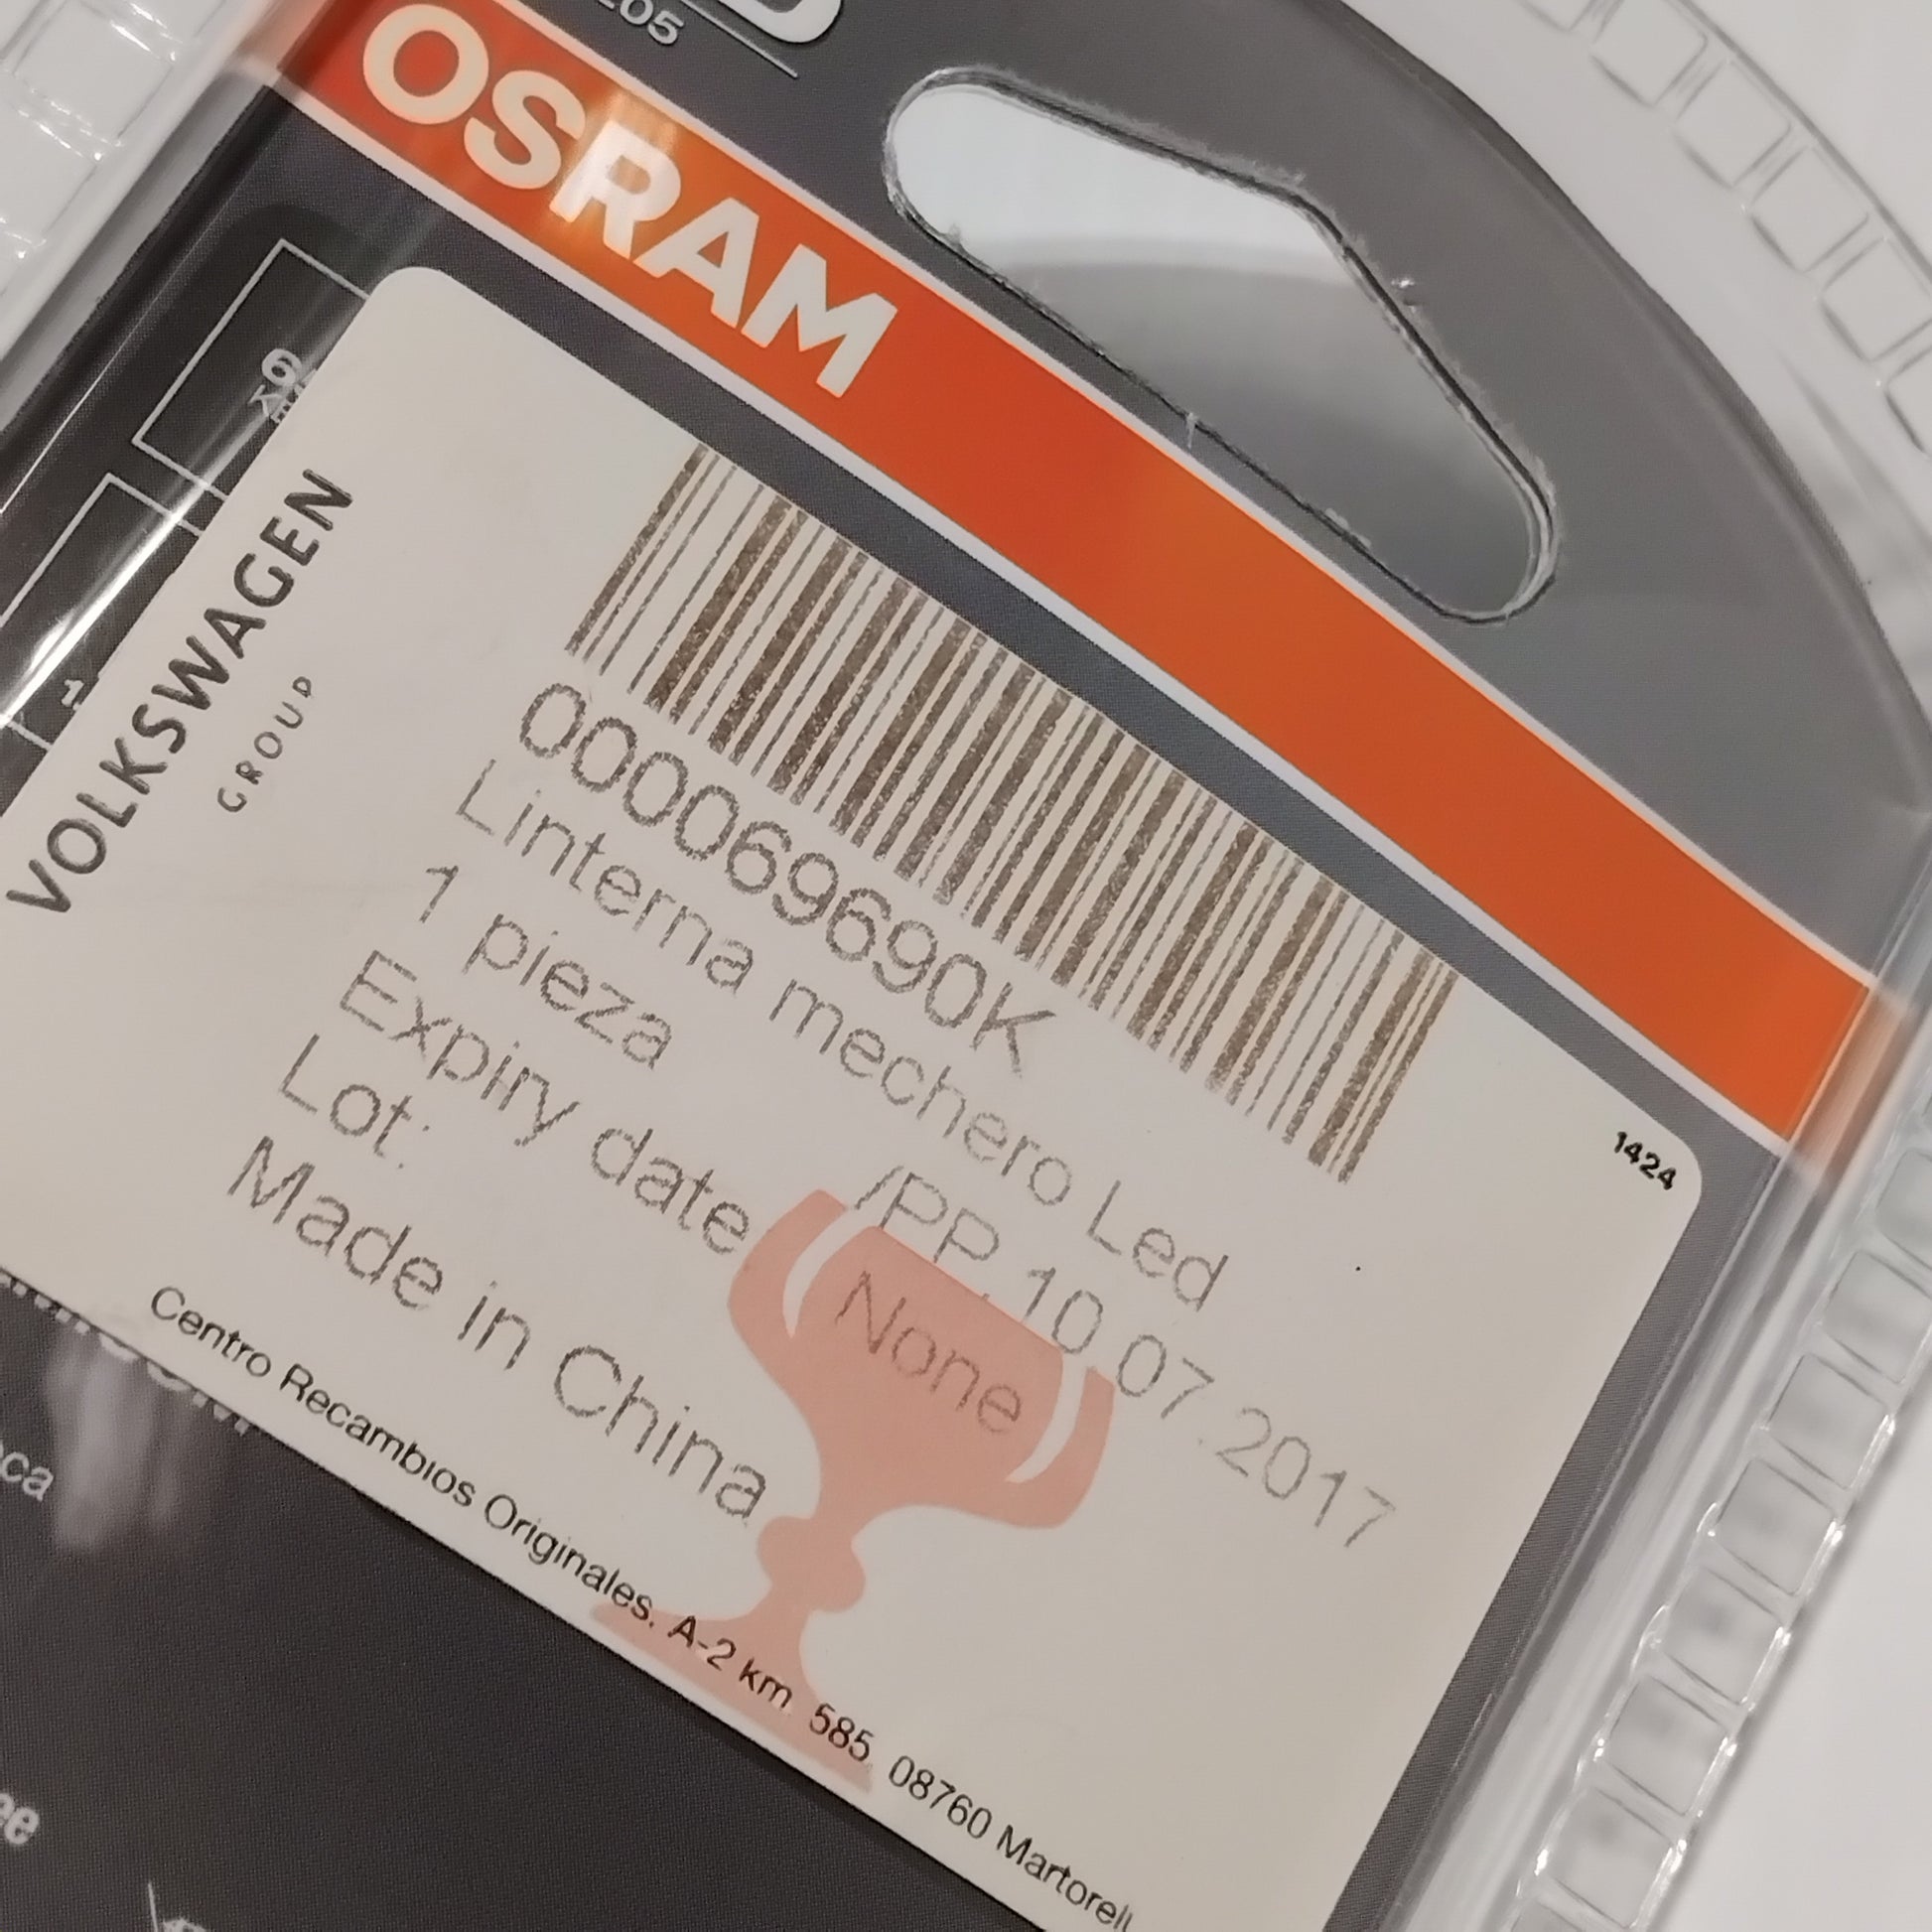 OSRAM
VOLKSWAGEN
GROUP
000069690K
Linterna mechero Led
1 pieza /PP. 10.07.2017
Expiry date None
Lot:
Made in China
1424
Centro Recambios Originales. A-2 km. 585. 08760 Martorell